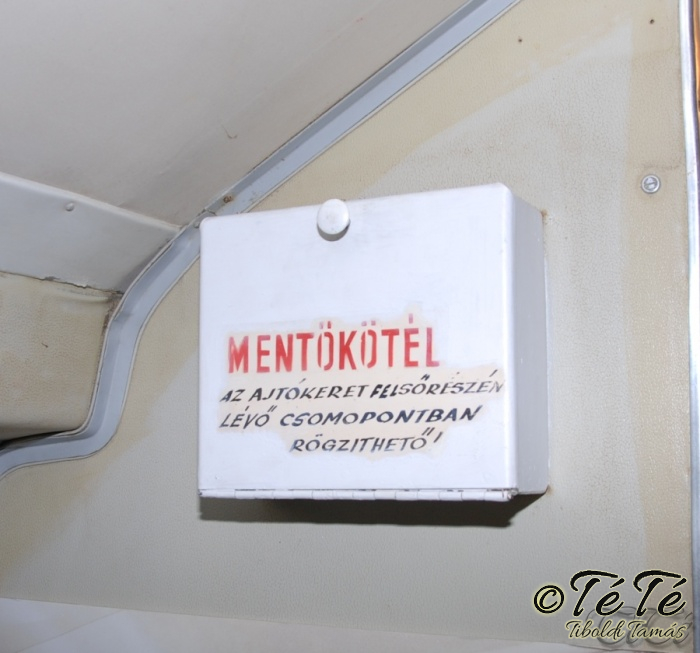 MENTŐKÖTÉL
AZ AJTÓKERET FELSŐRÉSZÉN
LÉVŐ CSOMOPONTBAN
RÖGZITHETŐ!
©TéTé
Tiboldi Tamás